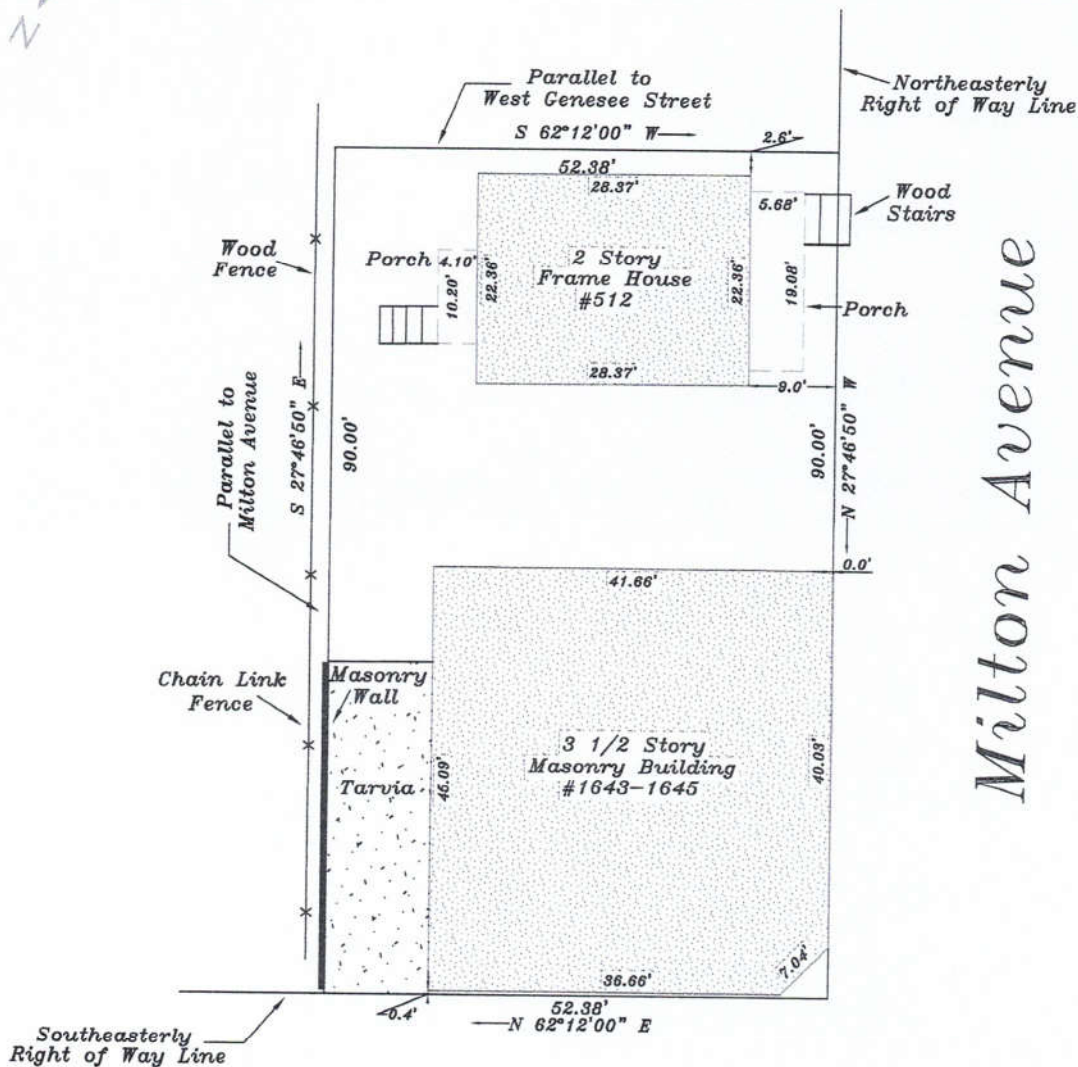 N
Parallel to
West Genesee Street
S 62°12'00" W
Northeasterly
Right of Way Line
2.6'
52.38'
28.37'
5.68'
Wood
Stairs
Wood
Fence
Porch
4.10'
10.20'
22.36'
2 Story
Frame House
#512
22.36'
19.08'
Porch
28.37'
9.0'
Parallel to
Milton Avenue
S 27°46'50" E
90.00'
90.00'
N 27°46'50" W
Milton Avenue
0.0'
41.66'
Chain Link
Fence
Masonry
Wall
Tarvia
46.09'
3 1/2 Story
Masonry Building
#1643-1645
40.03'
7.04'
36.66'
0.4'
52.38'
N 62°12'00" E
Southeasterly
Right of Way Line